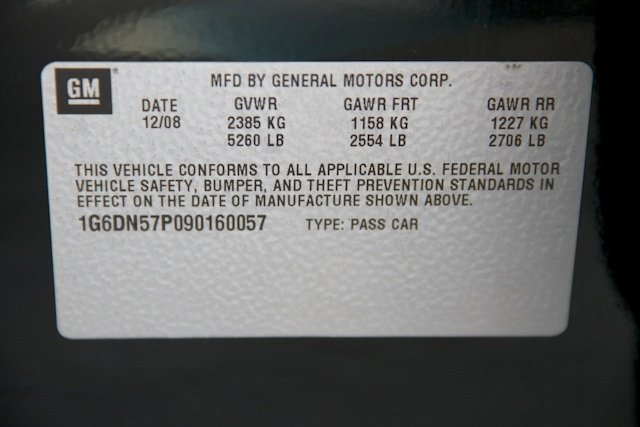 GM MFD BY GENERAL MOTORS CORP.
DATE GVWR GAWR FRT GAWR RR
12/08 2385 KG 1158 KG 1227 KG
5260 LB 2554 LB 2706 LB
THIS VEHICLE CONFORMS TO ALL APPLICABLE U.S. FEDERAL MOTOR
VEHICLE SAFETY, BUMPER, AND THEFT PREVENTION STANDARDS IN
EFFECT ON THE DATE OF MANUFACTURE SHOWN ABOVE.
1G6DN57P090160057 TYPE: PASS CAR